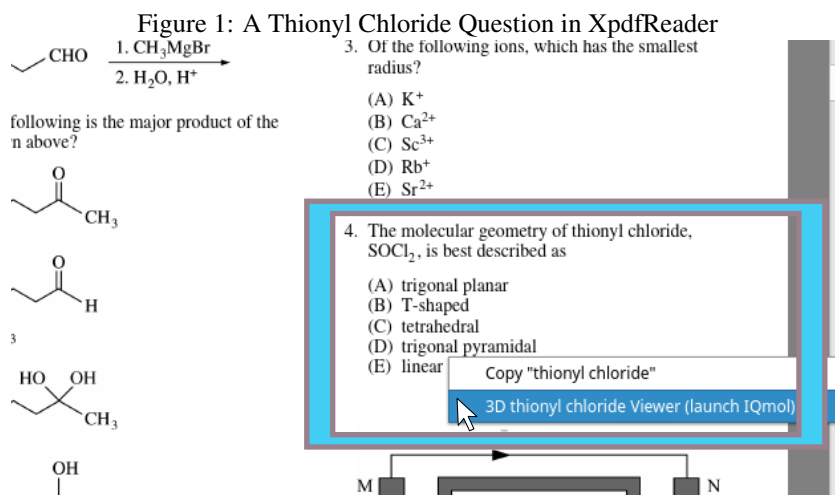 Figure 1: A Thionyl Chloride Question in XpdfReader
CHO
1. CH₃MgBr
2. H₂O, H⁺
following is the major product of the
n above?
O
CH₃
O
H
3
HO OH
CH₃
OH
3. Of the following ions, which has the smallest
radius?
(A) K⁺
(B) Ca²⁺
(C) Sc³⁺
(D) Rb⁺
(E) Sr²⁺
4. The molecular geometry of thionyl chloride,
SOCl₂, is best described as
(A) trigonal planar
(B) T-shaped
(C) tetrahedral
(D) trigonal pyramidal
(E) linear
Copy "thionyl chloride"
3D thionyl chloride Viewer (launch IQmol)
M
N